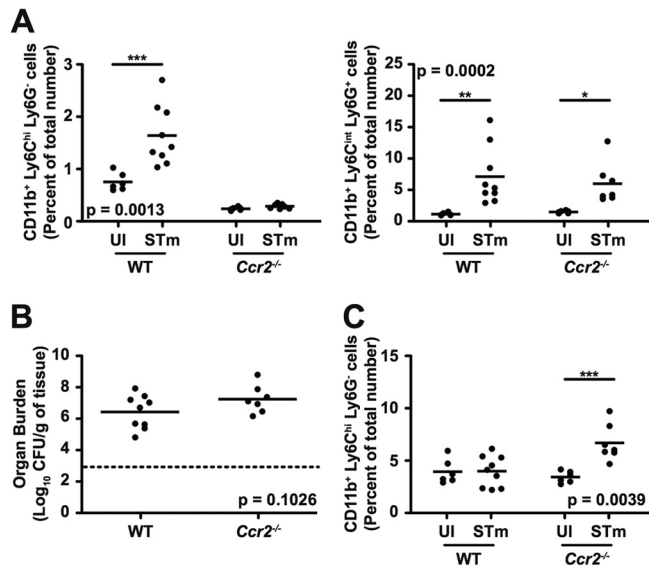 A
CD11b⁺ Ly6Cʰⁱ Ly6G⁻ cells
(Percent of total number)
3
2
1
0
***
p = 0.0013
UI STm UI STm
WT Ccr2⁻/⁻
CD11b⁺ Ly6Cⁱⁿᵗ Ly6G⁺ cells
(Percent of total number)
25
20
15
10
5
0
p = 0.0002
**
*
UI STm UI STm
WT Ccr2⁻/⁻
B
Organ Burden
(Log₁₀ CFU/g of tissue)
10
8
6
4
2
0
p = 0.1026
WT Ccr2⁻/⁻
C
CD11b⁺ Ly6Cʰⁱ Ly6G⁻ cells
(Percent of total number)
15
10
5
0
***
p = 0.0039
UI STm UI STm
WT Ccr2⁻/⁻